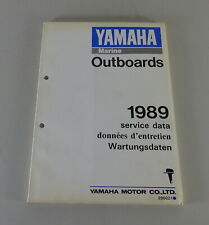 YAMAHA
Marine
Outboards
1989
service data
données d'entretien
Wartungsdaten
YAMAHA MOTOR CO., LTD.